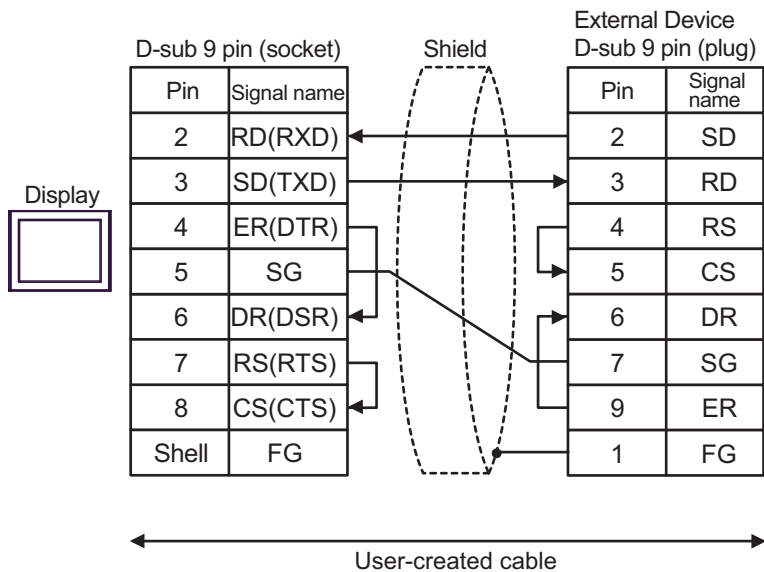 External Device
D-sub 9 pin (socket) Shield D-sub 9 pin (plug)
Pin Signal name Pin Signal name
2 RD(RXD) 2 SD
3 SD(TXD) 3 RD
Display
4 ER(DTR) 4 RS
5 SG 5 CS
6 DR(DSR) 6 DR
7 RS(RTS) 7 SG
8 CS(CTS) 9 ER
Shell FG 1 FG
User-created cable